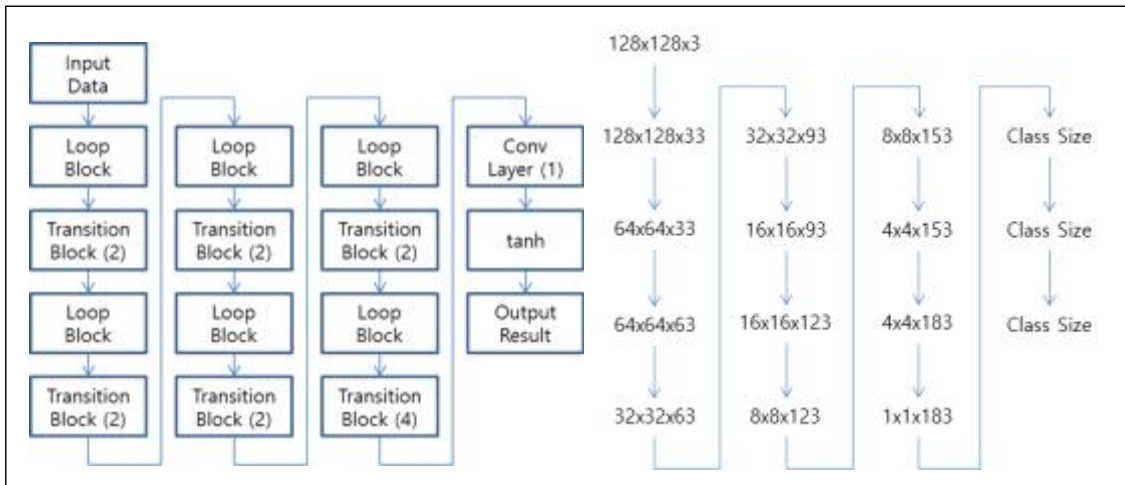 Input
Data
Loop
Block
Transition
Block (2)
Loop
Block
Transition
Block (2)
Loop
Block
Transition
Block (2)
Loop
Block
Transition
Block (2)
Loop
Block
Transition
Block (2)
Loop
Block
Transition
Block (4)
Conv
Layer (1)
tanh
Output
Result
128x128x3
128x128x33
64x64x33
64x64x63
32x32x63
32x32x93
16x16x93
16x16x123
8x8x123
8x8x153
4x4x153
4x4x183
1x1x183
Class Size
Class Size
Class Size